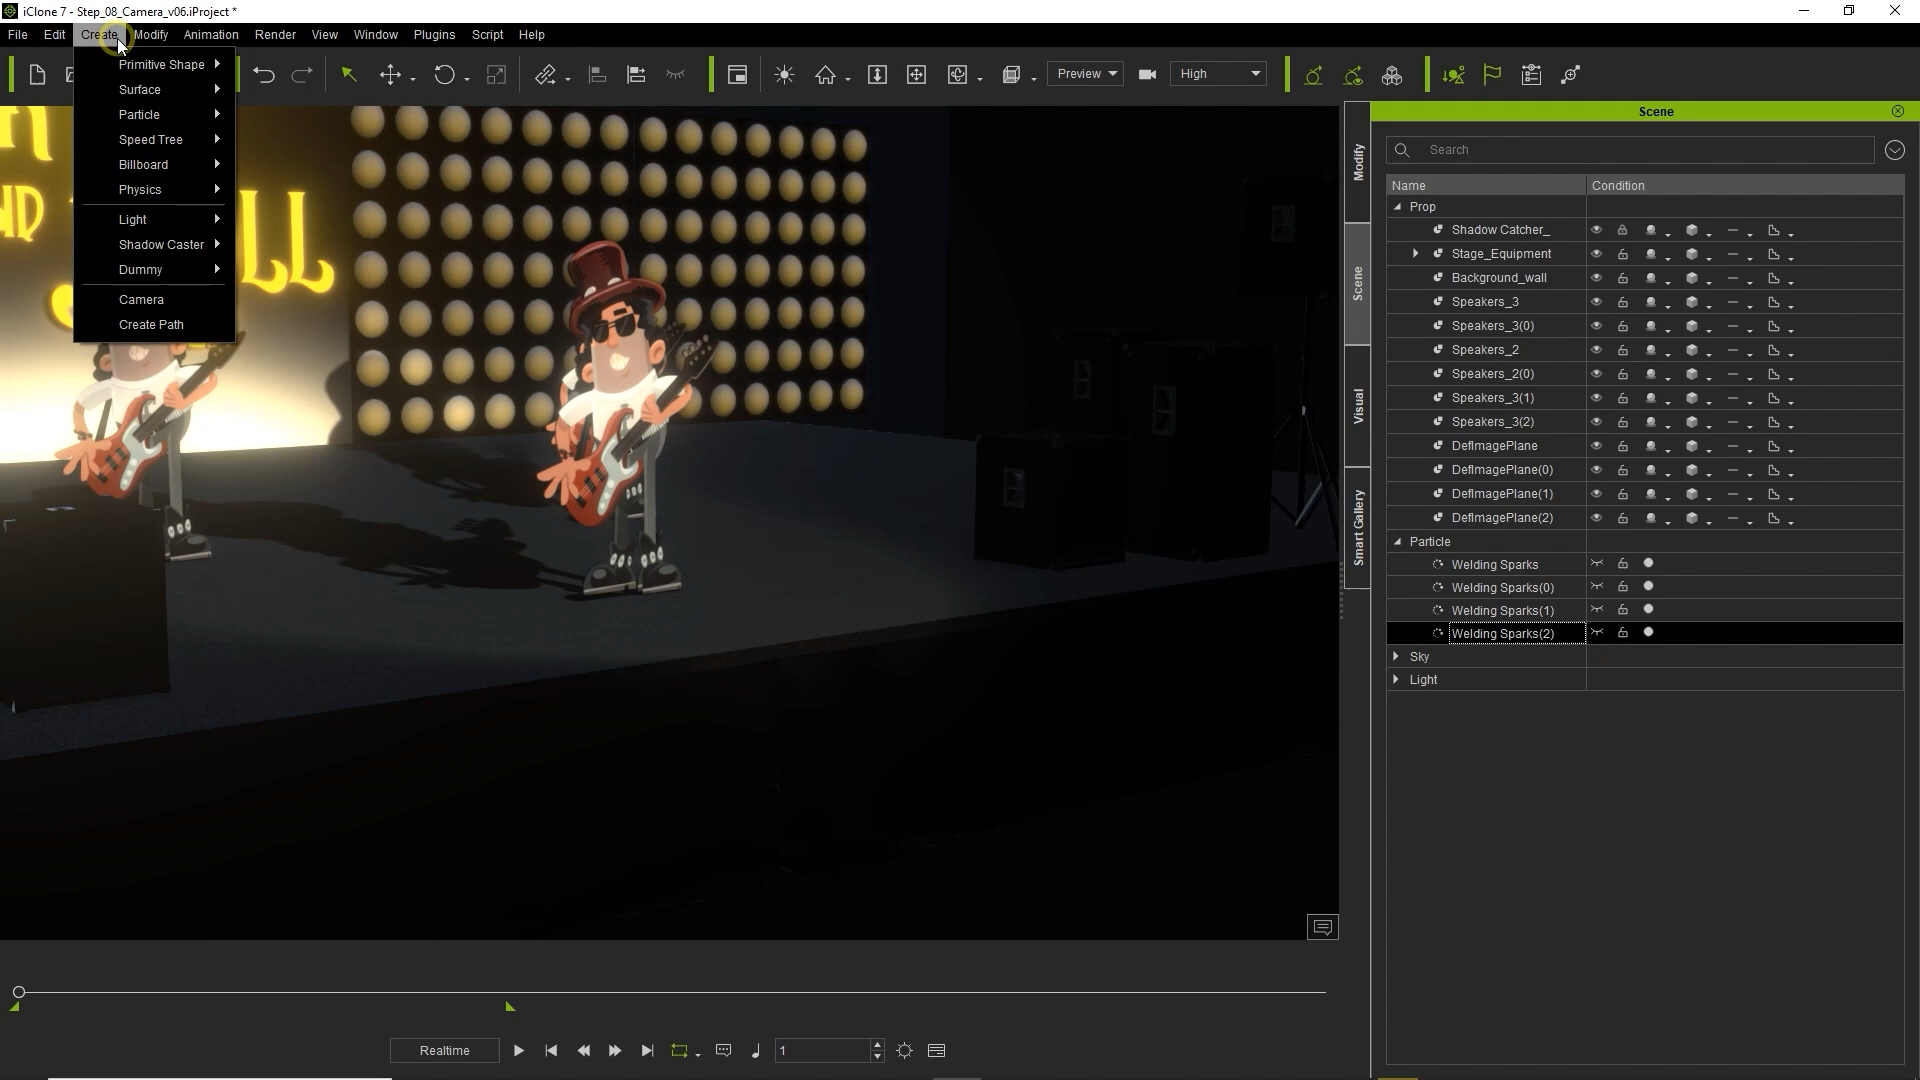 iClone 7 - Step_08_Camera_v06.iProject *
File Edit Create Modify Animation Render View Window Plugins Script Help
Preview High
Primitive Shape
Surface
Particle
Speed Tree
Billboard
Physics
Light
Shadow Caster
Dummy
Camera
Create Path
ND
LL
Modify
Scene
Visual
Smart Gallery
Scene
Search
Name Condition
Prop
Shadow Catcher_
Stage_Equipment
Background_wall
Speakers_3
Speakers_3(0)
Speakers_2
Speakers_2(0)
Speakers_3(1)
Speakers_3(2)
DefImagePlane
DefImagePlane(0)
DefImagePlane(1)
DefImagePlane(2)
Particle
Welding Sparks
Welding Sparks(0)
Welding Sparks(1)
Welding Sparks(2)
Sky
Light
Realtime 1